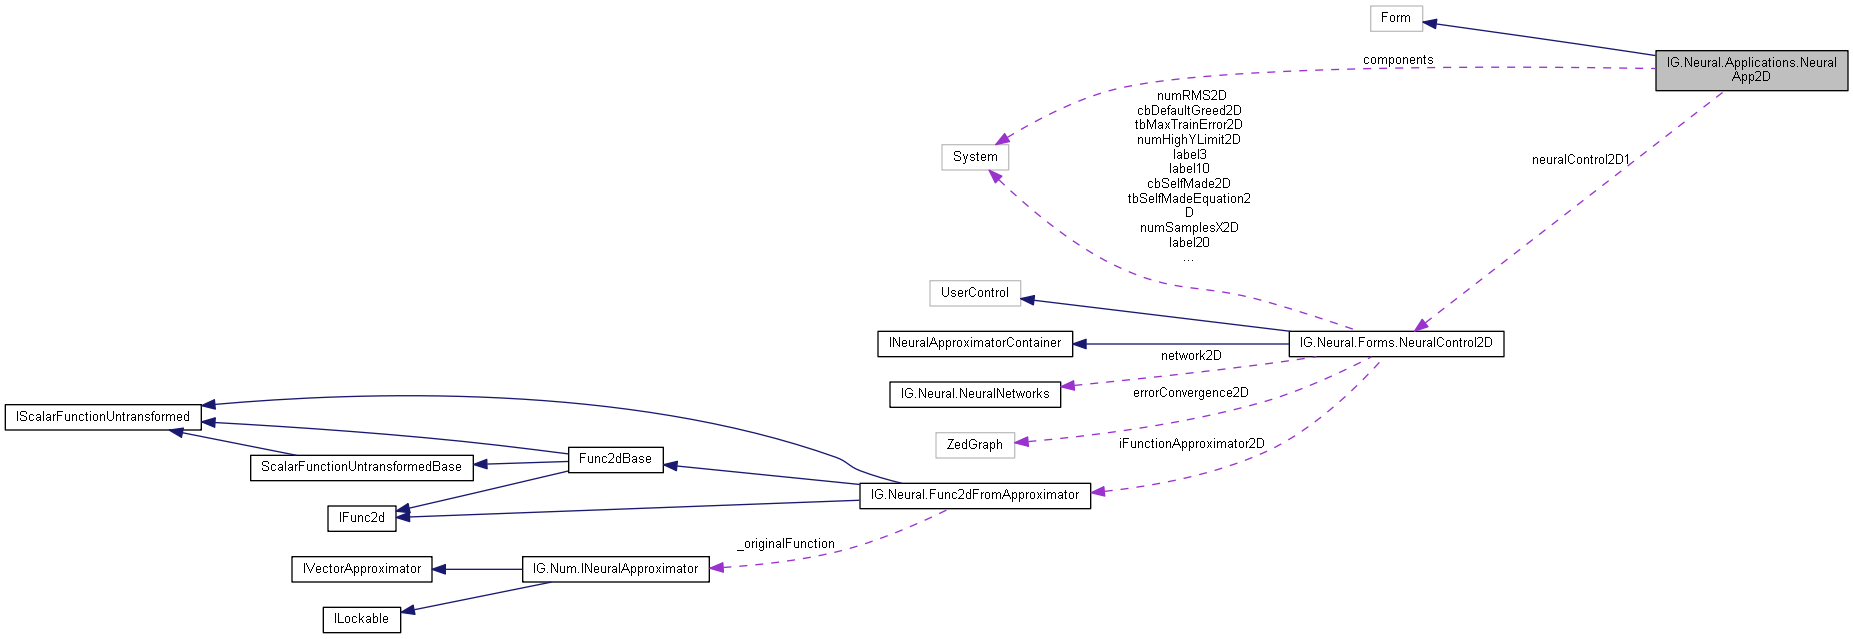 Form
IG.Neural.Applications.Neural
App2D
components
numRMS2D
cbDefaultGreed2D
tbMaxTrainError2D
numHighYLimit2D
label3
label10
cbSelfMade2D
tbSelfMadeEquation2
D
numSamplesX2D
label20
...
System
neuralControl2D1
UserControl
INeuralApproximatorContainer
IG.Neural.Forms.NeuralControl2D
network2D
IG.Neural.NeuralNetworks
errorConvergence2D
ZedGraph
iFunctionApproximator2D
IScalarFunctionUntransformed
Func2dBase
ScalarFunctionUntransformedBase
IG.Neural.Func2dFromApproximator
IFunc2d
_originalFunction
IVectorApproximator
IG.Num.INeuralApproximator
ILockable